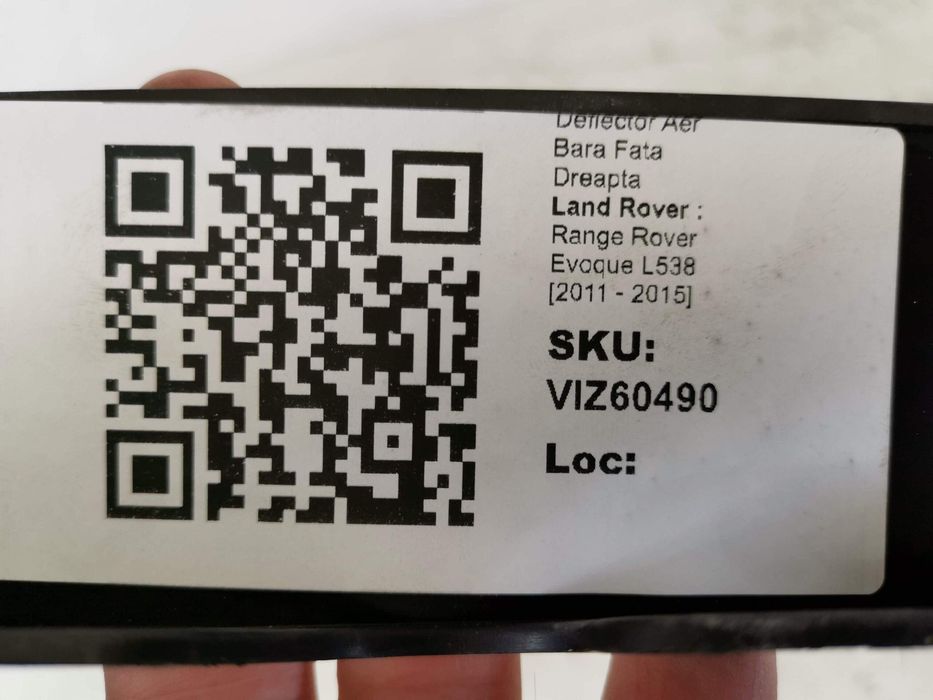 Deflector Aer
Bara Fata
Dreapta
Land Rover :
Range Rover
Evoque L538
[2011 - 2015]
SKU:
VIZ60490
Loc: